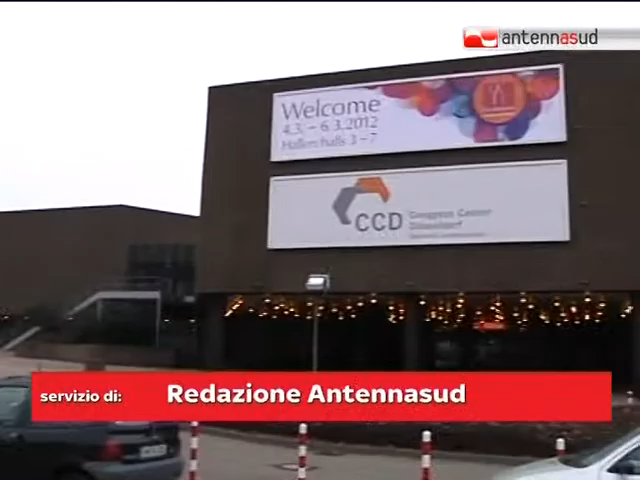 antennasud
Welcome
4.3. – 6.3.2012
Hallen/halls 3 – 7
CCD
Congress Center
Düsseldorf
servizio di:
Redazione Antennasud